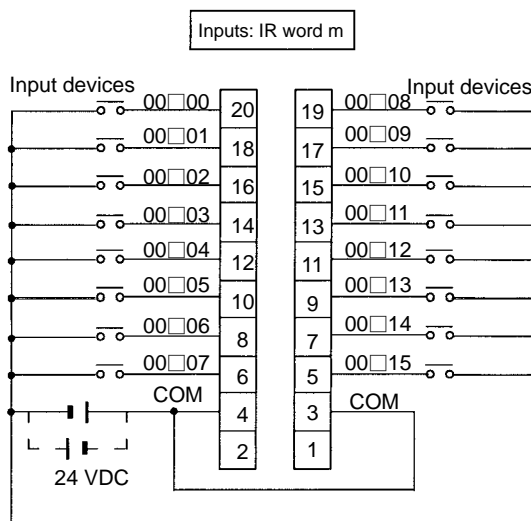 Inputs: IR word m
Input devices Input devices
00□00 20 19 00□08
00□01 18 17 00□09
00□02 16 15 00□10
00□03 14 13 00□11
00□04 12 11 00□12
00□05 10 9 00□13
00□06 8 7 00□14
00□07 6 5 00□15
COM 4 3 COM
2 1
24 VDC